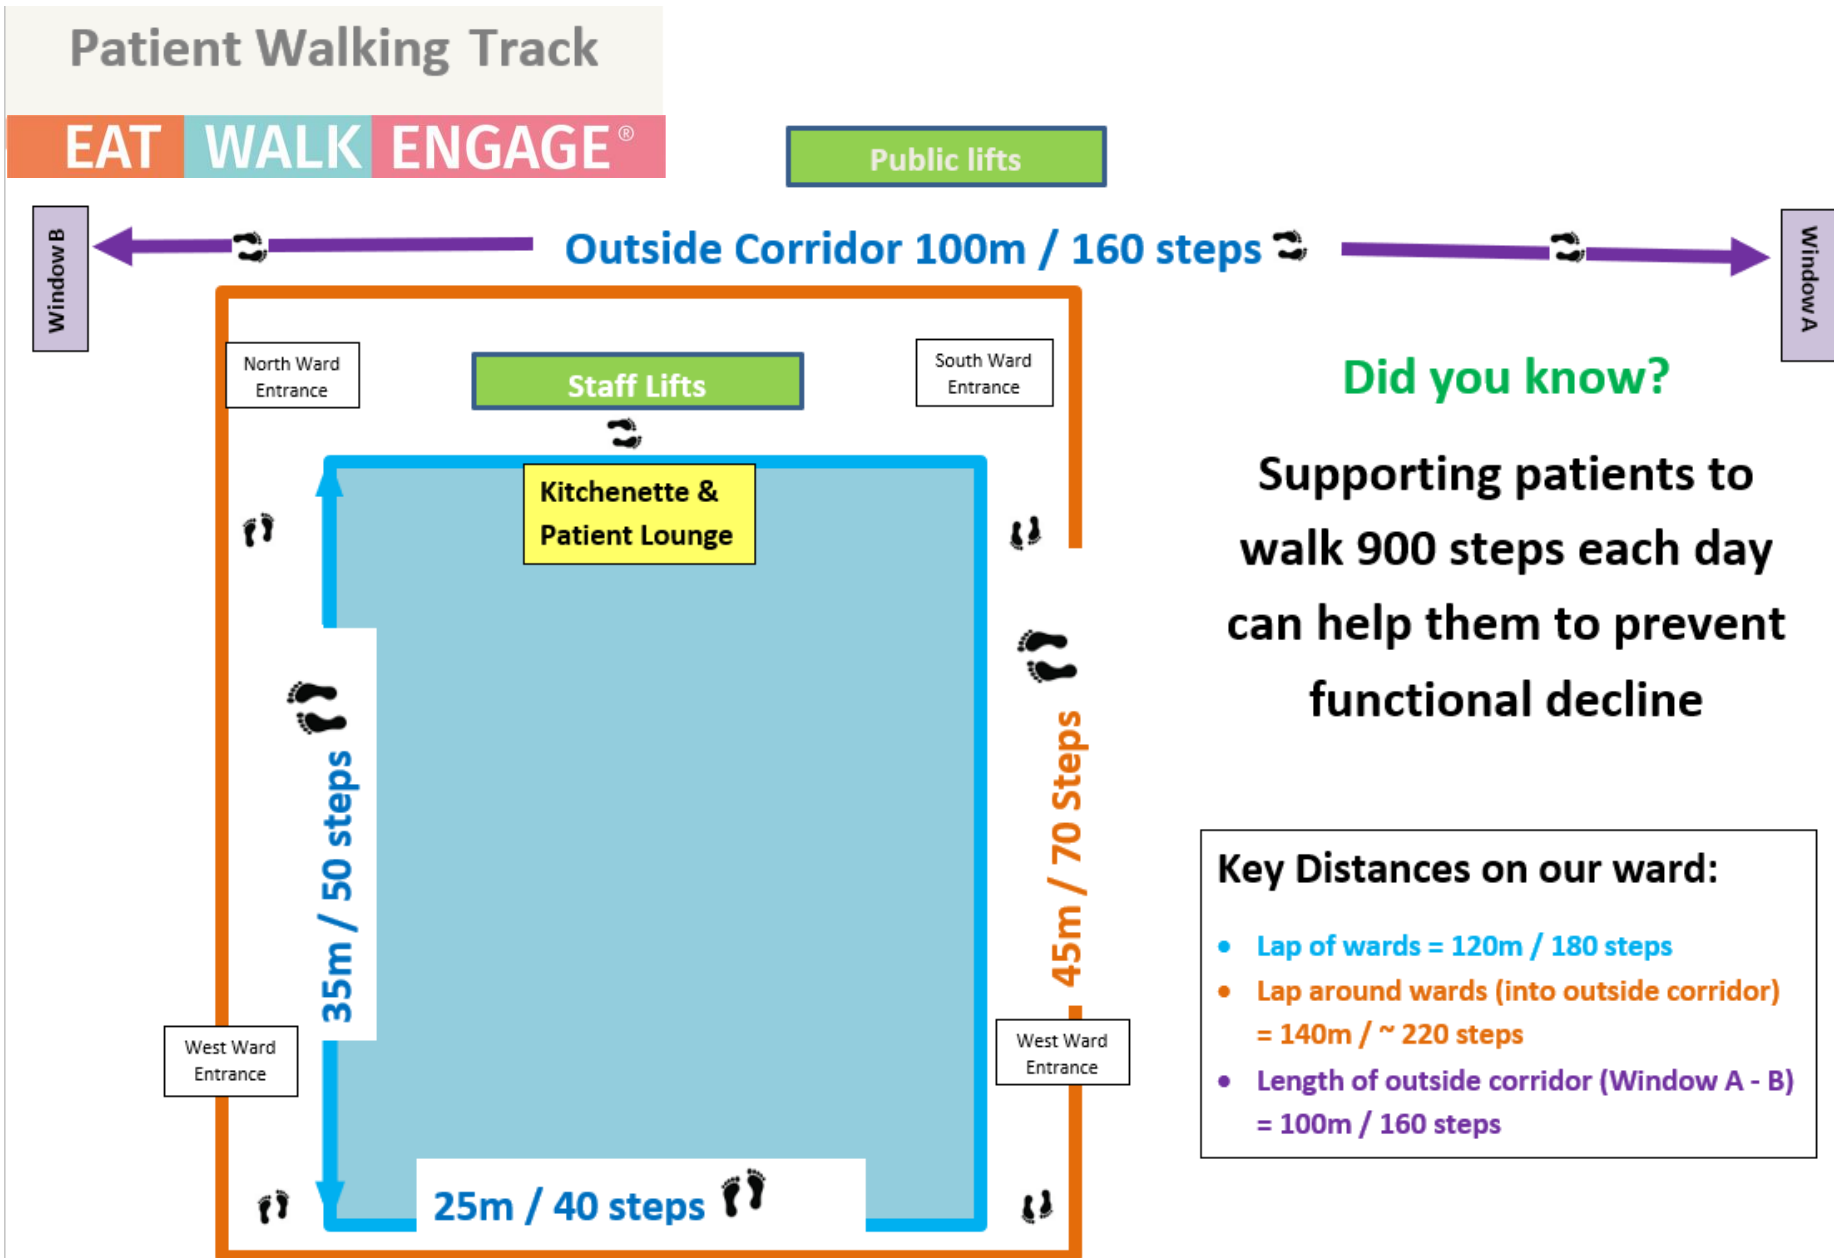 Patient Walking Track
EAT WALK ENGAGE®
Public lifts
Window B
Outside Corridor 100m / 160 steps
Window A
North Ward
Entrance
Staff Lifts
South Ward
Entrance
Kitchenette &
Patient Lounge
Did you know?
Supporting patients to
walk 900 steps each day
can help them to prevent
functional decline
35m / 50 steps
45m / 70 Steps
West Ward
Entrance
West Ward
Entrance
25m / 40 steps
Key Distances on our ward:
• Lap of wards = 120m / 180 steps
• Lap around wards (into outside corridor)
= 140m / ~ 220 steps
• Length of outside corridor (Window A - B)
= 100m / 160 steps